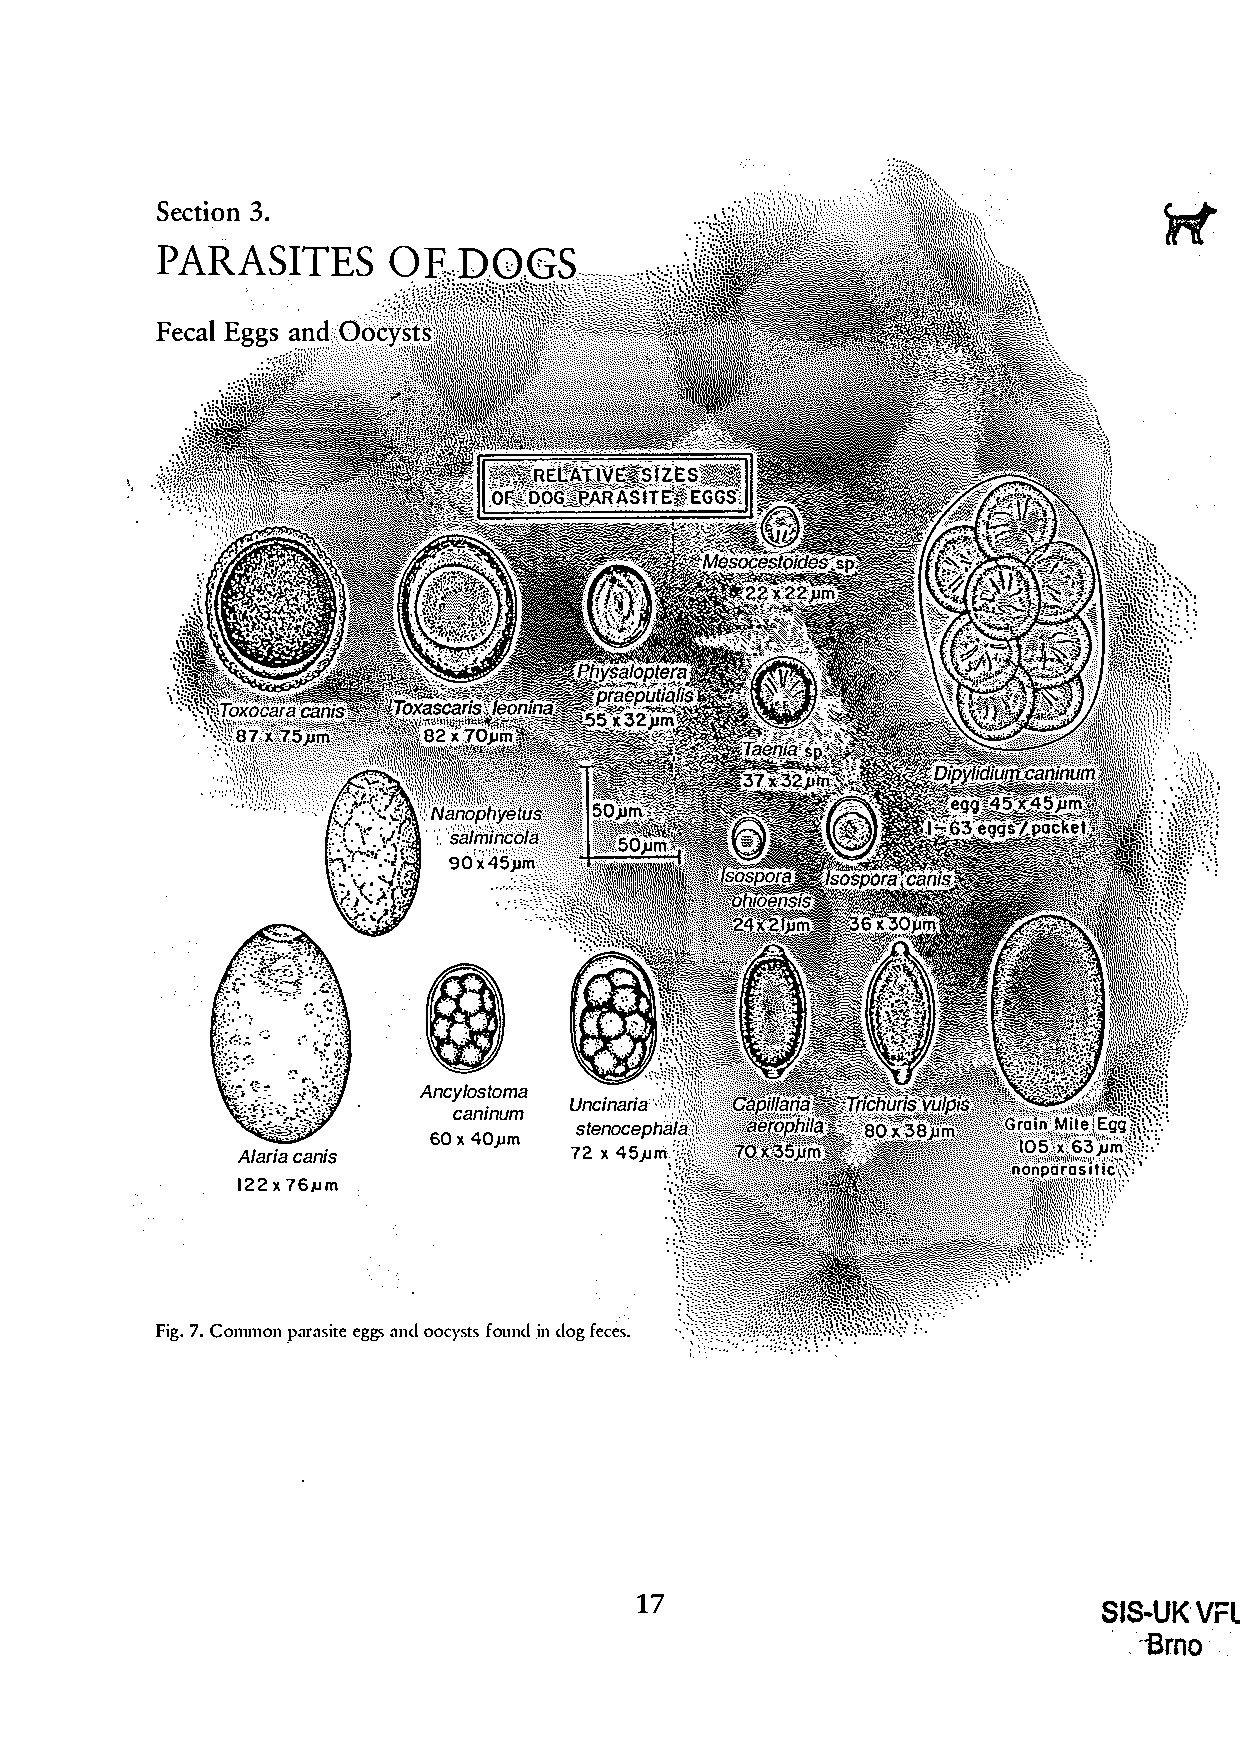 Section 3.
PARASITES OF DOGS
Fecal Eggs and Oocysts
RELATIVE SIZES
OF DOG PARASITE EGGS
Mesocestoides sp.
22 x 22 µm
Toxocara canis
87 x 75 µm
Toxascaris leonina
82 x 70 µm
Physaloptera
praeputialis
55 x 32 µm
Taenia sp.
37 x 32 µm
Dipylidium caninum
egg 45 x 45 µm
1-63 eggs/packet
Nanophyetus
salmincola
90 x 45 µm
50 µm
50 µm
Isospora
ohioensis
24 x 21 µm
Isospora canis
36 x 30 µm
Alaria canis
122 x 76 µm
Ancylostoma
caninum
60 x 40 µm
Uncinaria
stenocephala
72 x 45 µm
Capillaria
aerophila
70 x 35 µm
Trichuris vulpis
80 x 38 µm
Grain Mite Egg
105 x 63 µm
nonparasitic
Fig. 7. Common parasite eggs and oocysts found in dog feces.
17
SIS-UK VFU
Brno